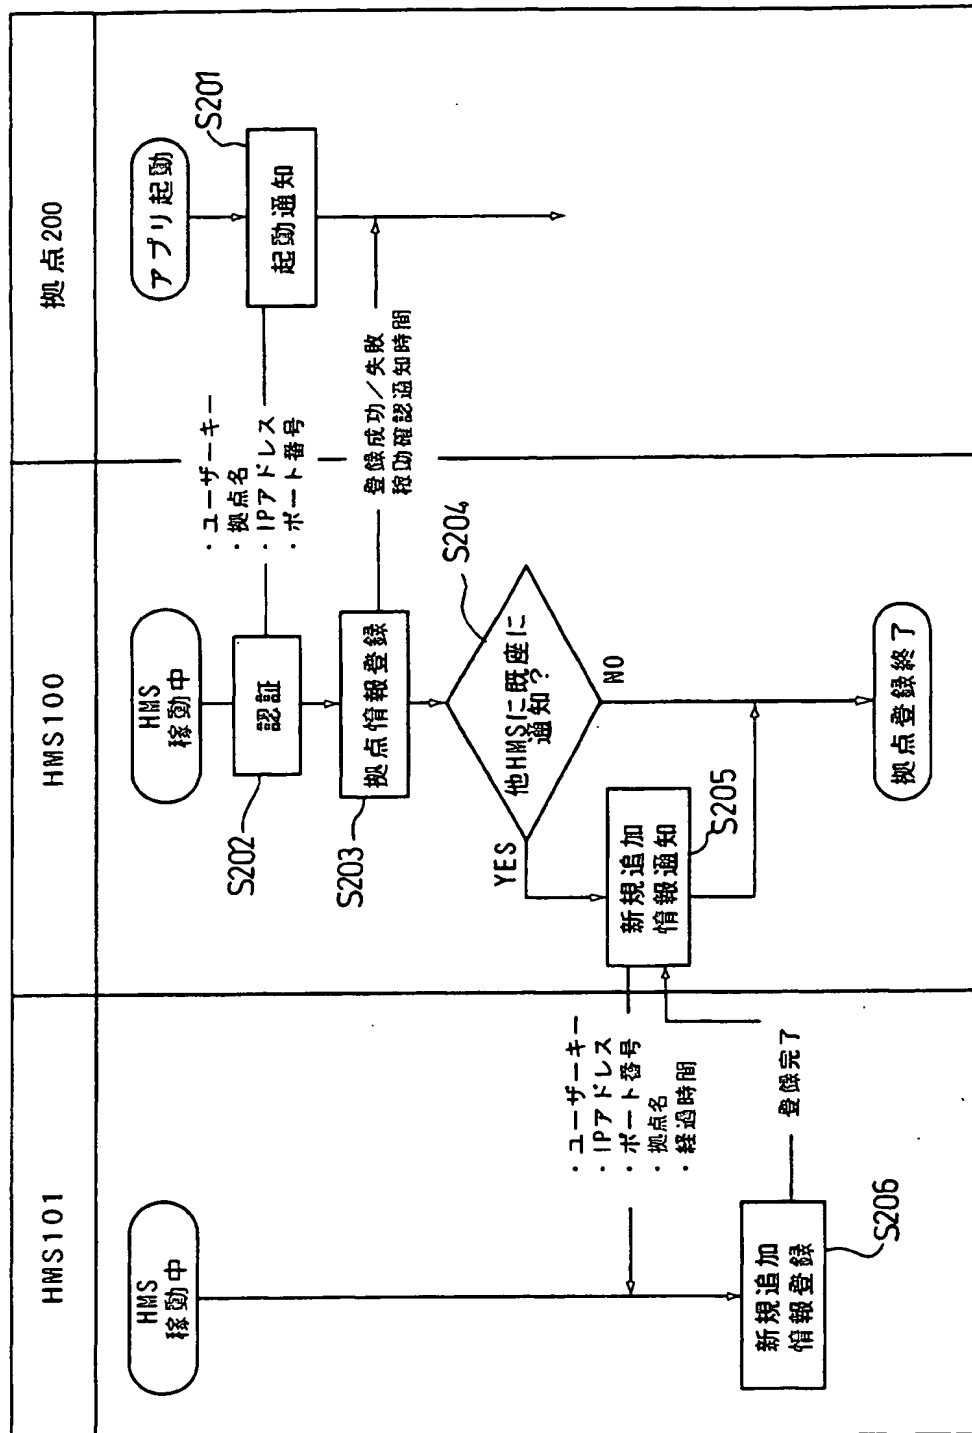 HMS101
HMS100
拠点200
HMS
稼動中
HMS
稼動中
アプリ起動
S201
起動通知
・ユーザーキー
・拠点名
・IPアドレス
・ポート番号
認証
S202
拠点情報登録
S203
登録成功/失敗
稼動確認通知時間
他HMSに既座に
通知?
S204
YES
NO
新規追加
情報通知
S205
・ユーザーキー
・IPアドレス
・ポート番号
・拠点名
・経過時間
登録完了
新規追加
情報登録
S206
拠点登録終了